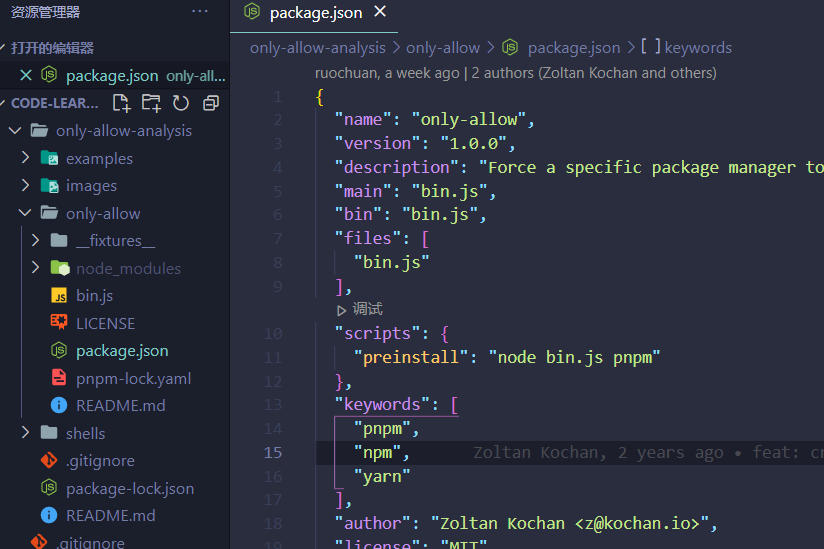 资源管理器
···
打开的编辑器
package.json only-all...
CODE-LEAR...
only-allow-analysis
examples
images
only-allow
__fixtures__
node_modules
bin.js
LICENSE
package.json
pnpm-lock.yaml
README.md
shells
.gitignore
package-lock.json
README.md
.gitignore
package.json
only-allow-analysis > only-allow > package.json > [ ] keywords
ruochuan, a week ago | 2 authors (Zoltan Kochan and others)
1 {
2 "name": "only-allow",
3 "version": "1.0.0",
4 "description": "Force a specific package manager to
5 "main": "bin.js",
6 "bin": "bin.js",
7 "files": [
8 "bin.js"
9 ],
调试
10 "scripts": {
11 "preinstall": "node bin.js pnpm"
12 },
13 "keywords": [
14 "pnpm",
15 "npm", Zoltan Kochan, 2 years ago • feat: cr
16 "yarn"
17 ],
18 "author": "Zoltan Kochan <z@kochan.io>",
19 "license": "MIT"